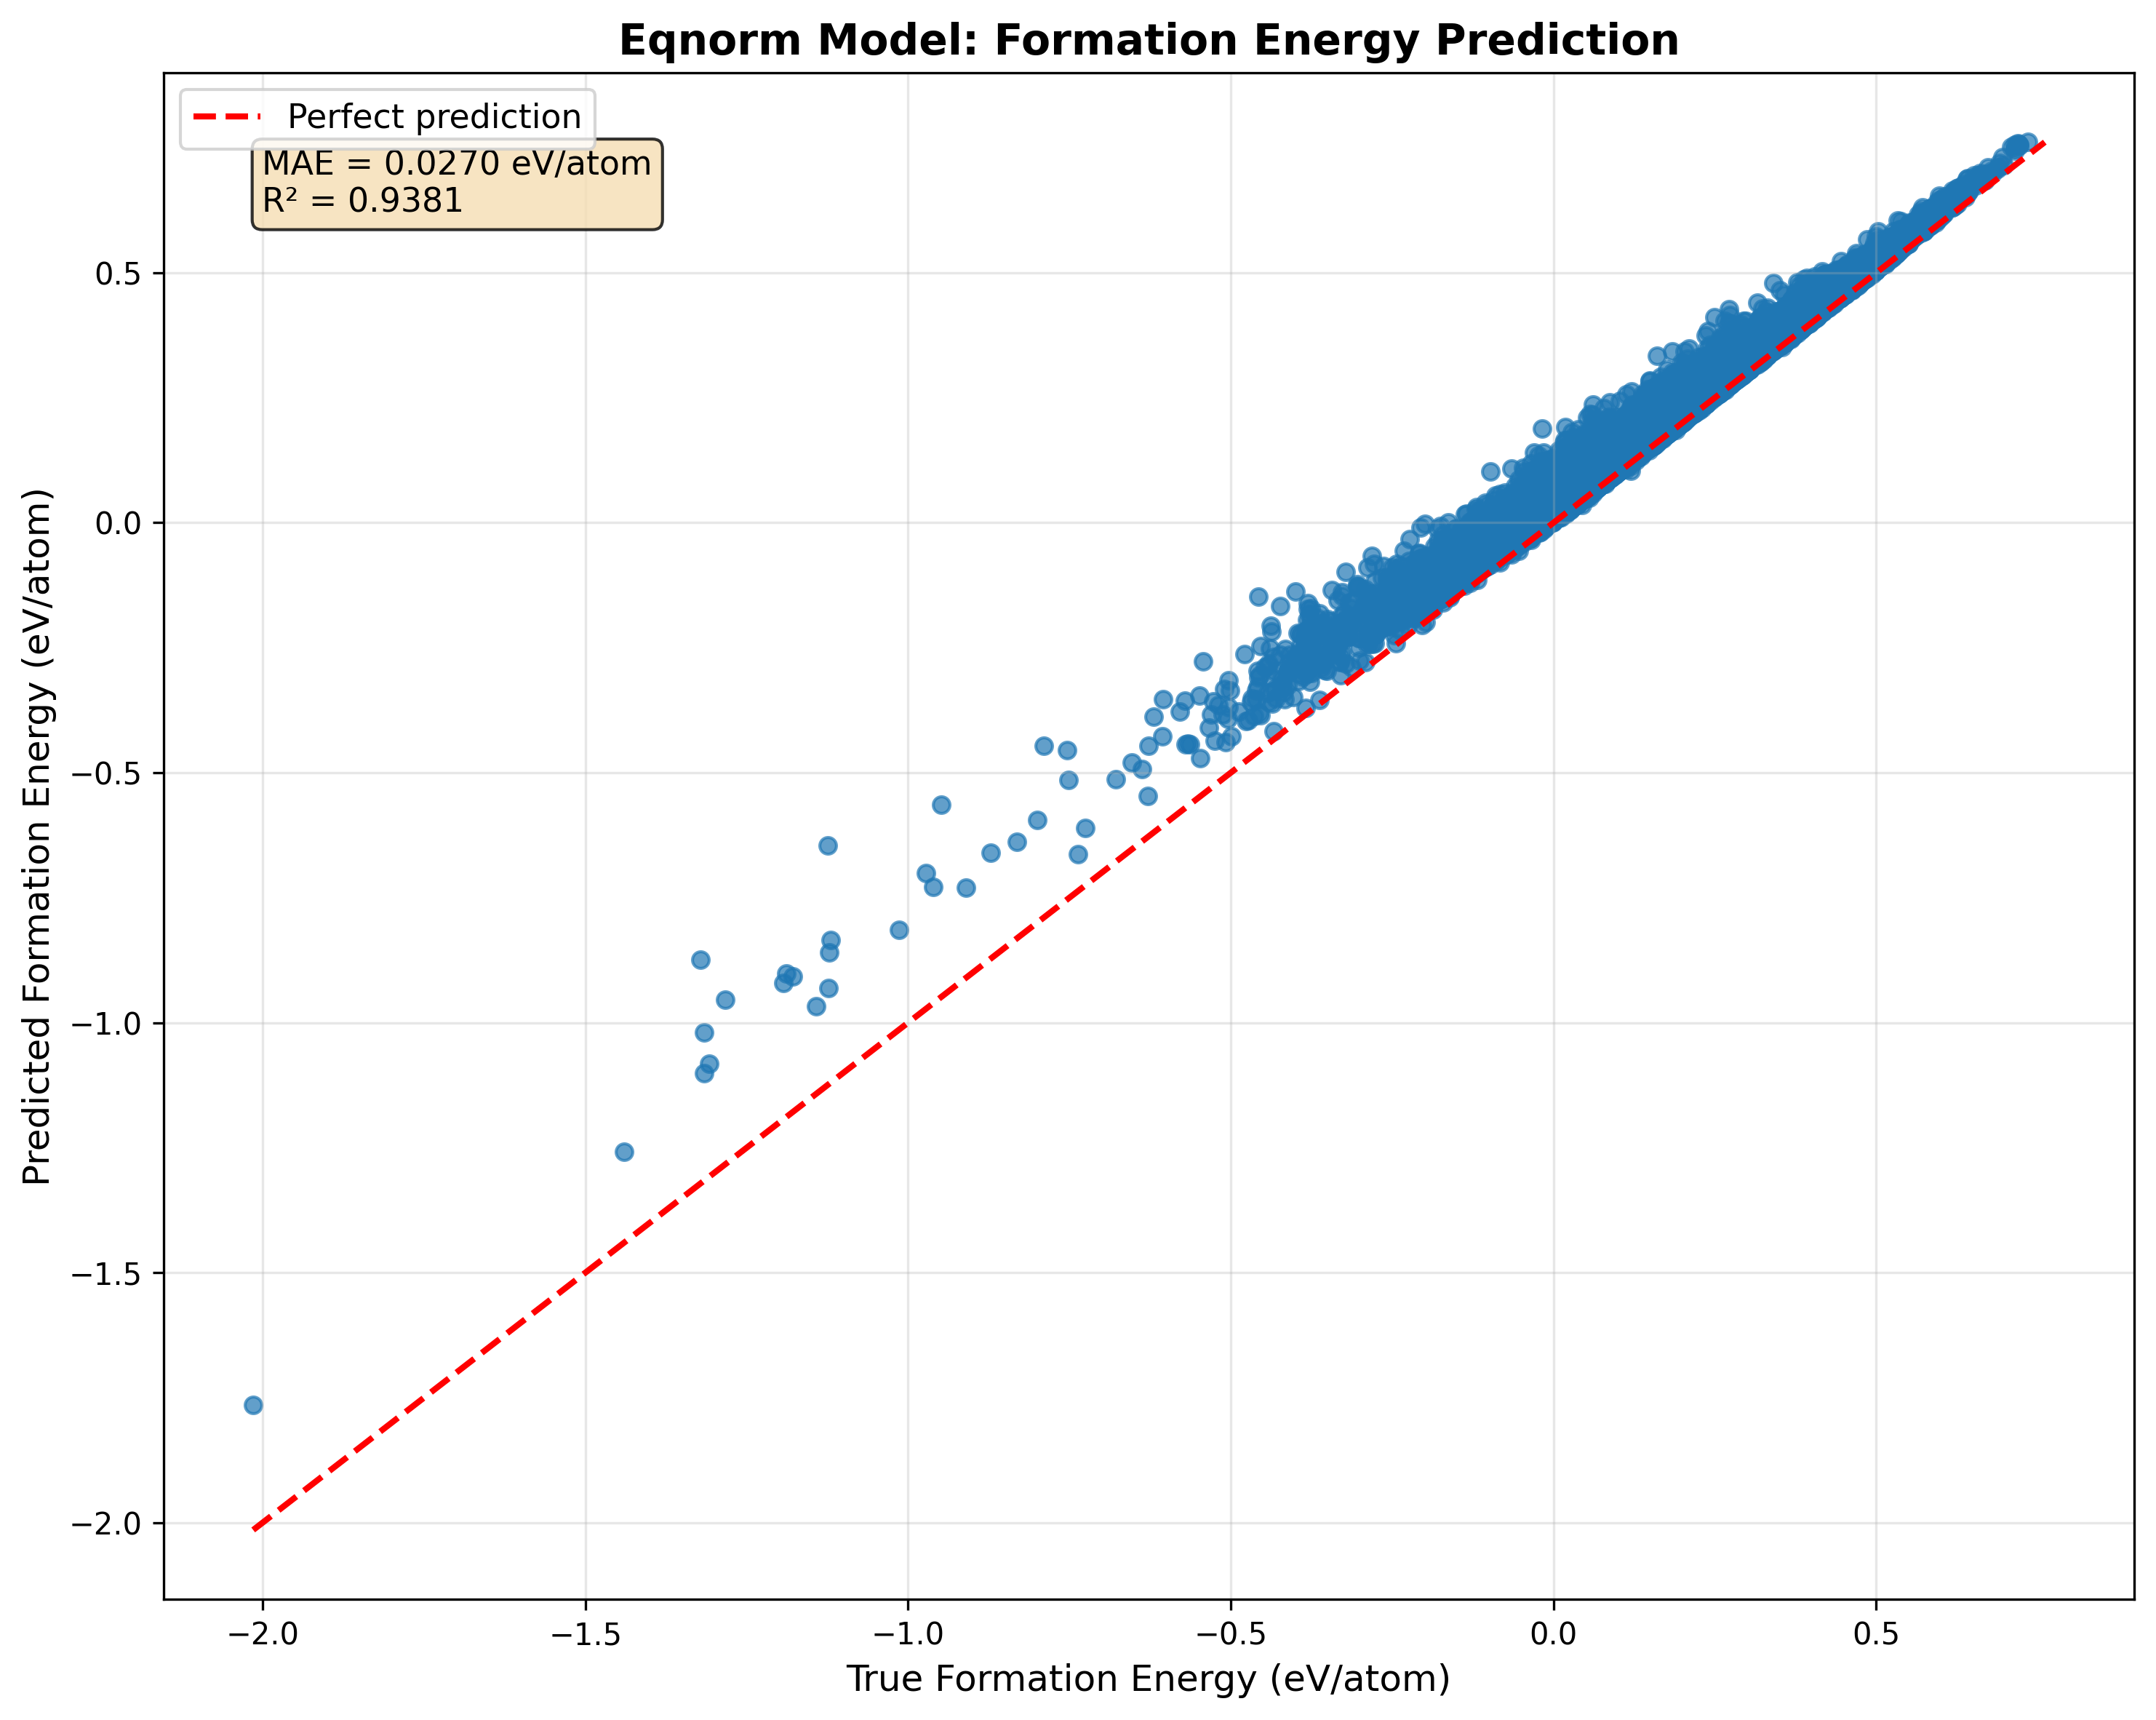 Eqnorm Model: Formation Energy Prediction
Perfect prediction
MAE = 0.0270 eV/atom
R² = 0.9381
0.5
0.0
−0.5
−1.0
−1.5
−2.0
Predicted Formation Energy (eV/atom)
−2.0
−1.5
−1.0
−0.5
0.0
0.5
True Formation Energy (eV/atom)